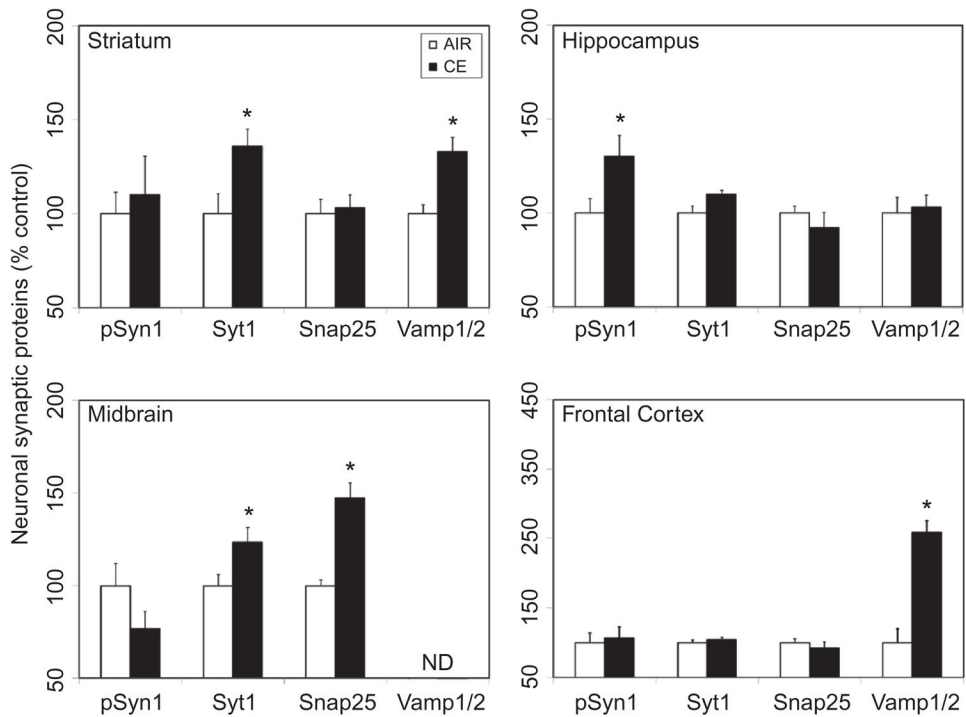 Neuronal synaptic proteins (% control)
Striatum
AIR
CE
200
150
100
50
*
*
pSyn1 Syt1 Snap25 Vamp1/2
Hippocampus
200
150
100
50
*
pSyn1 Syt1 Snap25 Vamp1/2
Midbrain
200
150
100
50
*
*
ND
pSyn1 Syt1 Snap25 Vamp1/2
Frontal Cortex
450
350
250
150
50
*
pSyn1 Syt1 Snap25 Vamp1/2